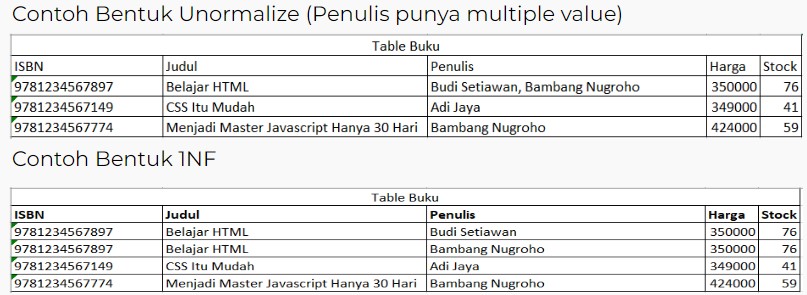 Contoh Bentuk Unormalize (Penulis punya multiple value)
Table Buku
ISBN Judul Penulis Harga Stock
9781234567897 Belajar HTML Budi Setiawan, Bambang Nugroho 350000 76
9781234567149 CSS Itu Mudah Adi Jaya 349000 41
9781234567774 Menjadi Master Javascript Hanya 30 Hari Bambang Nugroho 424000 59
Contoh Bentuk 1NF
Table Buku
ISBN Judul Penulis Harga Stock
9781234567897 Belajar HTML Budi Setiawan 350000 76
9781234567897 Belajar HTML Bambang Nugroho 350000 76
9781234567149 CSS Itu Mudah Adi Jaya 349000 41
9781234567774 Menjadi Master Javascript Hanya 30 Hari Bambang Nugroho 424000 59